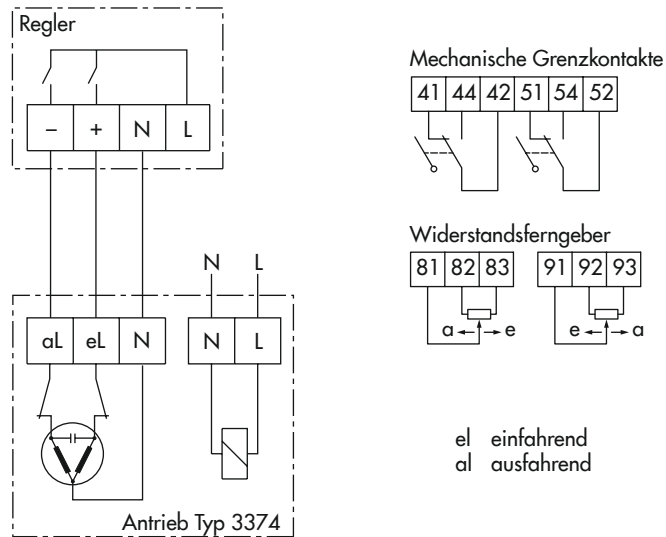 Regler
– + N L
N L
aL eL N N L
Antrieb Typ 3374
Mechanische Grenzkontakte
41 44 42 51 54 52
Widerstandsferngeber
81 82 83 91 92 93
a e e a
el einfahrend
al ausfahrend